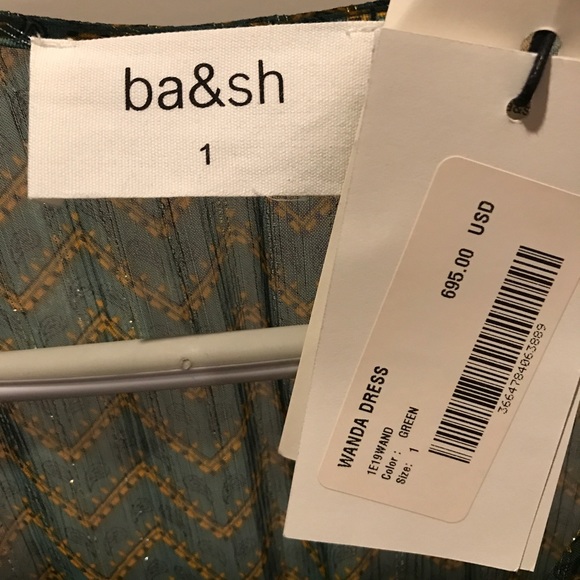 ba&sh
1
695.00 USD
3664784063889
WANDA DRESS
1E19WAND
Color : GREEN
Size: 1